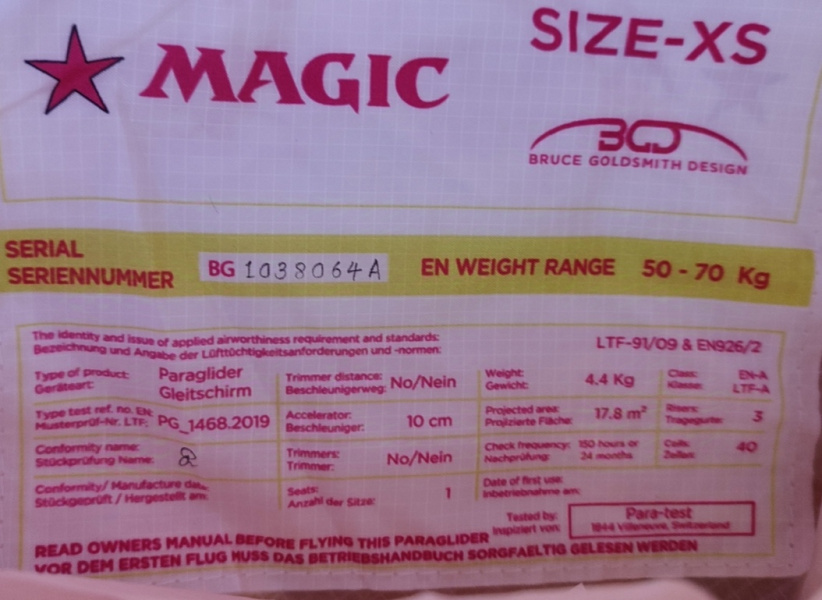 MAGIC
SIZE-XS
BGD
BRUCE GOLDSMITH DESIGN
SERIAL
SERIENNUMMER
BG 1038064A
EN WEIGHT RANGE 50 - 70 Kg
The identity and issue of applied airworthiness requirement and standards:
Bezeichnung und Angabe der Lüfttüchtigkeitsanforderungen und -normen:
LTF-91/09 & EN926/2
Type of product:
Geräteart:
Paraglider
Gleitschirm
Trimmer distance:
Beschleunigerweg:
No/Nein
Weight:
Gewicht:
4.4 Kg
Class:
Klasse:
EN-A
LTF-A
Type test ref. no. EN:
Musterprüf-Nr. LTF:
PG_1468.2019
Accelerator:
Beschleuniger:
10 cm
Projected area:
Projizierte Fläche:
17.8 m²
Risers:
Tragegurte:
3
Conformity name:
Stückprüfung Name:
Trimmers:
Trimmer:
No/Nein
Check frequency:
Nachprüfung:
150 hours or
24 months
Cells:
Zellen:
40
Conformity/ Manufacture date:
Stückgeprüft / Hergestellt am:
Seats:
Anzahl der Sitze:
1
Date of first use:
Inbetriebnahme am:
Tested by:
Inspiziert von:
Para-test
1844 Villeneuve, Switzerland
READ OWNERS MANUAL BEFORE FLYING THIS PARAGLIDER
VOR DEM ERSTEN FLUG MUSS DAS BETRIEBSHANDBUCH SORGFAELTIG GELESEN WERDEN